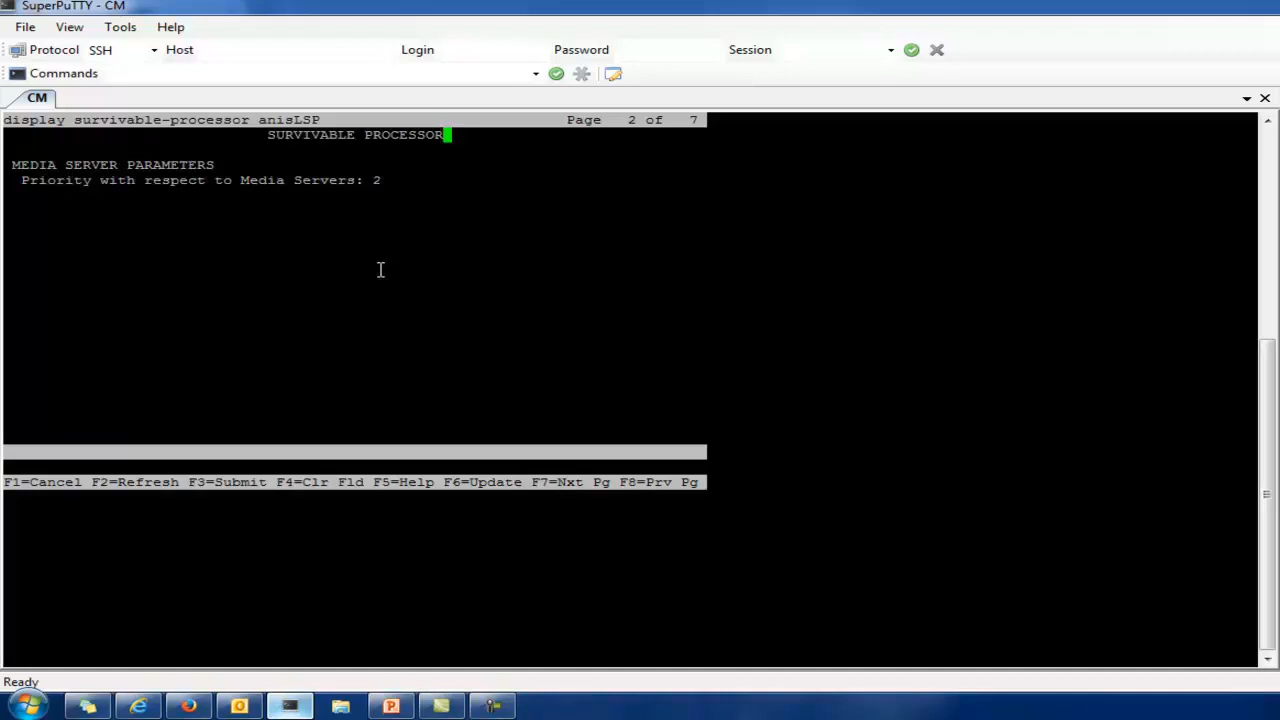 SuperPuTTY - CM
File View Tools Help
Protocol SSH Host Login Password Session
Commands
CM
display survivable-processor anisLSP Page 2 of 7
SURVIVABLE PROCESSOR
MEDIA SERVER PARAMETERS
Priority with respect to Media Servers: 2
F1=Cancel F2=Refresh F3=Submit F4=Clr Fld F5=Help F6=Update F7=Nxt Pg F8=Prv Pg
Ready